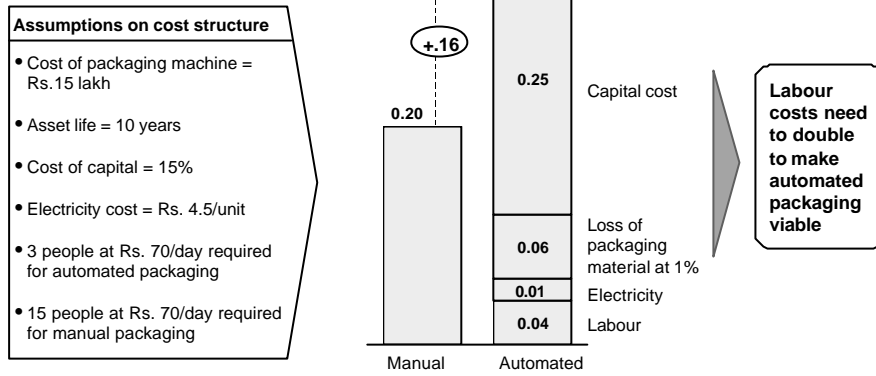 Assumptions on cost structure
• Cost of packaging machine =
Rs.15 lakh
• Asset life = 10 years
• Cost of capital = 15%
• Electricity cost = Rs. 4.5/unit
• 3 people at Rs. 70/day required
for automated packaging
• 15 people at Rs. 70/day required
for manual packaging
+.16
0.20
0.25
Capital cost
0.06
Loss of
packaging
material at 1%
0.01
Electricity
0.04
Labour
Manual
Automated
Labour
costs need
to double
to make
automated
packaging
viable